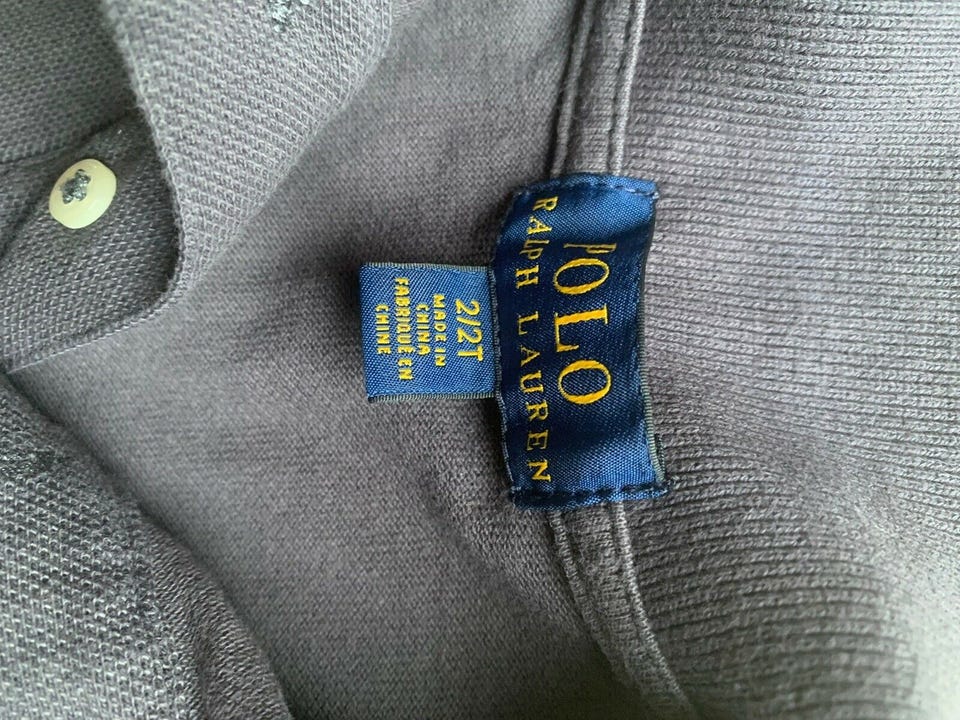 POLO
RALPH LAUREN
2/2T
MADE IN
CHINA
FABRIQUÉ EN
CHINE